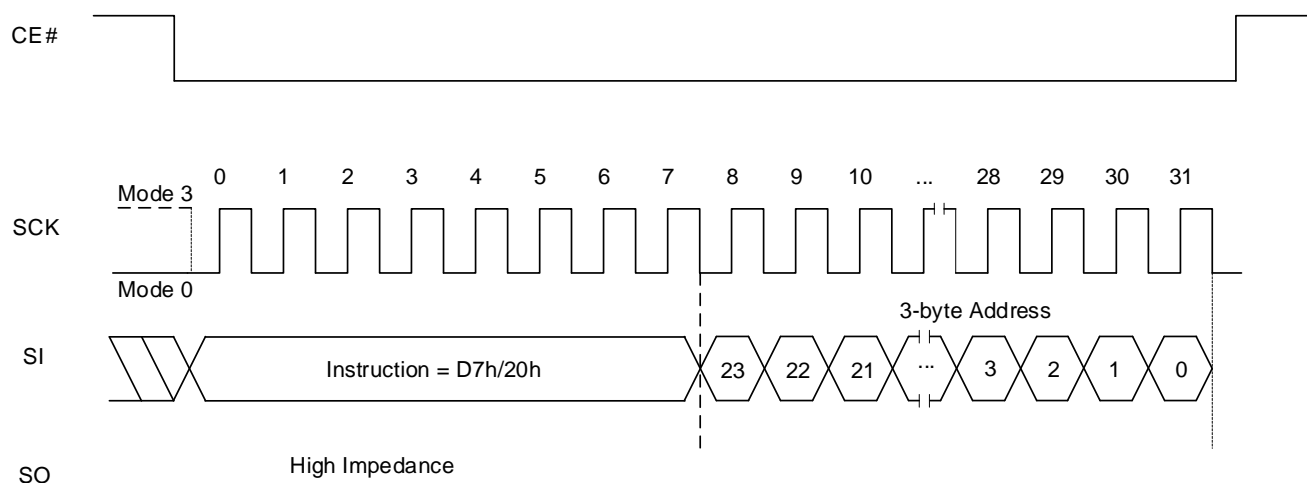 CE#
0 1 2 3 4 5 6 7 8 9 10 ... 28 29 30 31
Mode 3
SCK
Mode 0
3-byte Address
SI
Instruction = D7h/20h 23 22 21 ... 3 2 1 0
High Impedance
SO